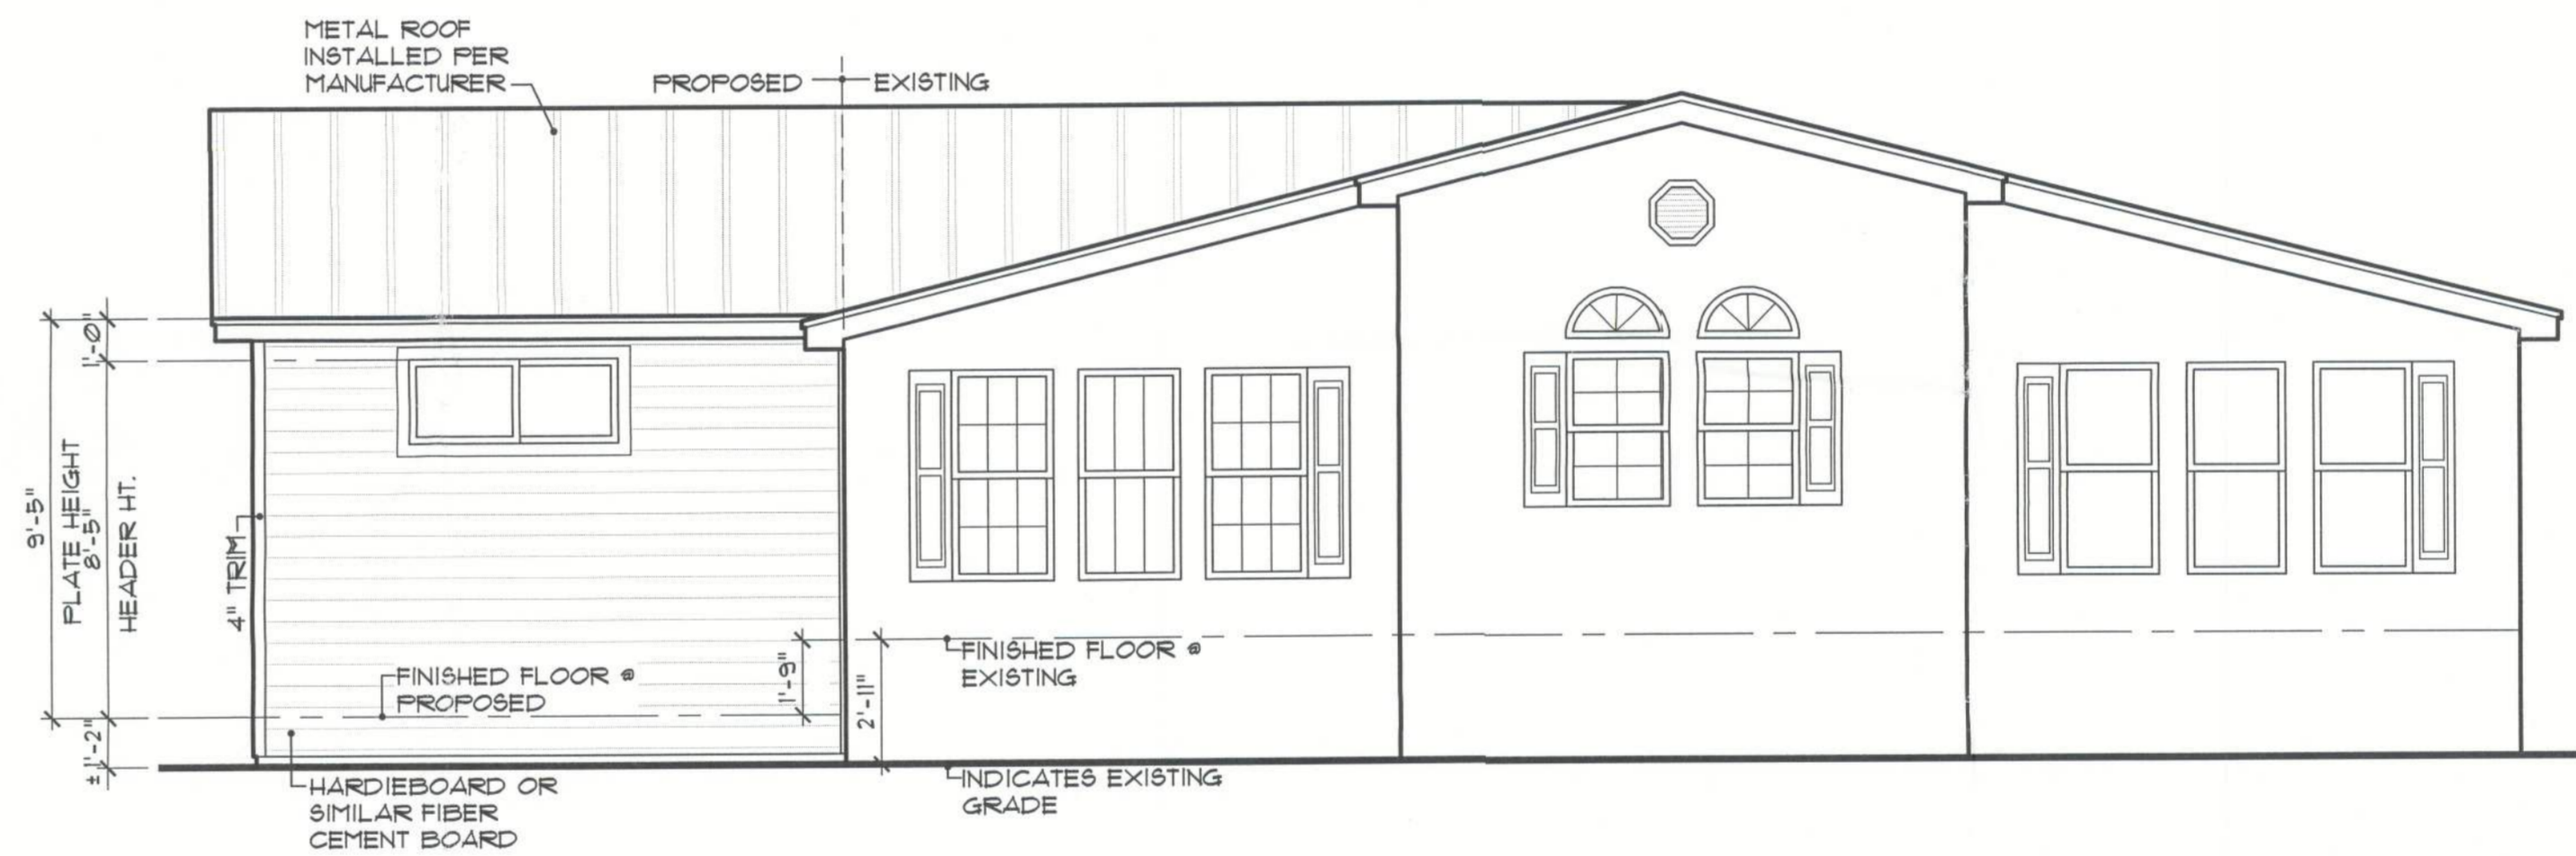 METAL ROOF
INSTALLED PER
MANUFACTURER
PROPOSED
EXISTING
1'-0"
9'-5"
PLATE HEIGHT
8'-5"
HEADER HT.
4" TRIM
±1'-2"
FINISHED FLOOR @
PROPOSED
1'-9"
2'-11"
FINISHED FLOOR @
EXISTING
HARDIEBOARD OR
SIMILAR FIBER
CEMENT BOARD
INDICATES EXISTING
GRADE